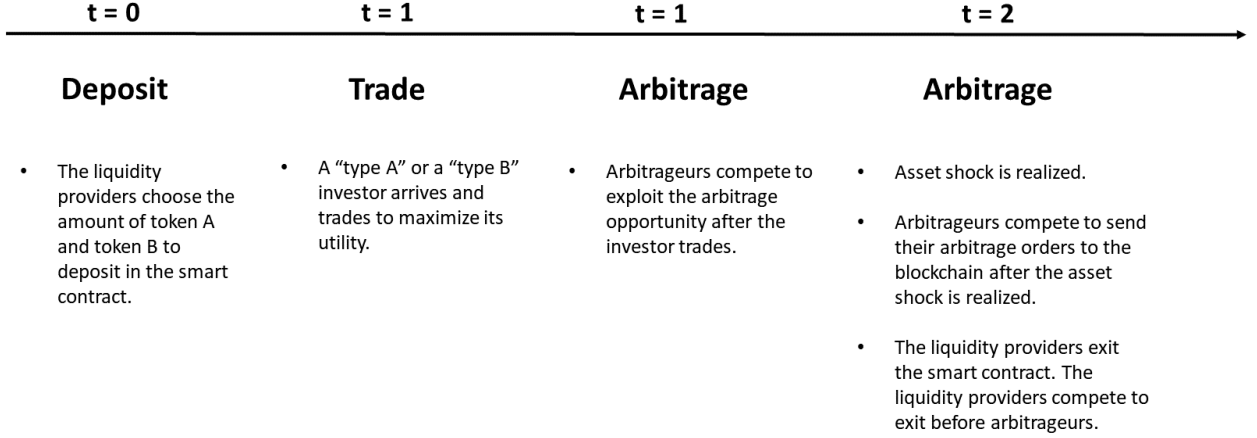 t = 0
t = 1
t = 1
t = 2
Deposit
Trade
Arbitrage
Arbitrage
• The liquidity
providers choose the
amount of token A
and token B to
deposit in the smart
contract.
• A “type A” or a “type B”
investor arrives and
trades to maximize its
utility.
• Arbitrageurs compete to
exploit the arbitrage
opportunity after the
investor trades.
• Asset shock is realized.
• Arbitrageurs compete to send
their arbitrage orders to the
blockchain after the asset
shock is realized.
• The liquidity providers exit
the smart contract. The
liquidity providers compete to
exit before arbitrageurs.